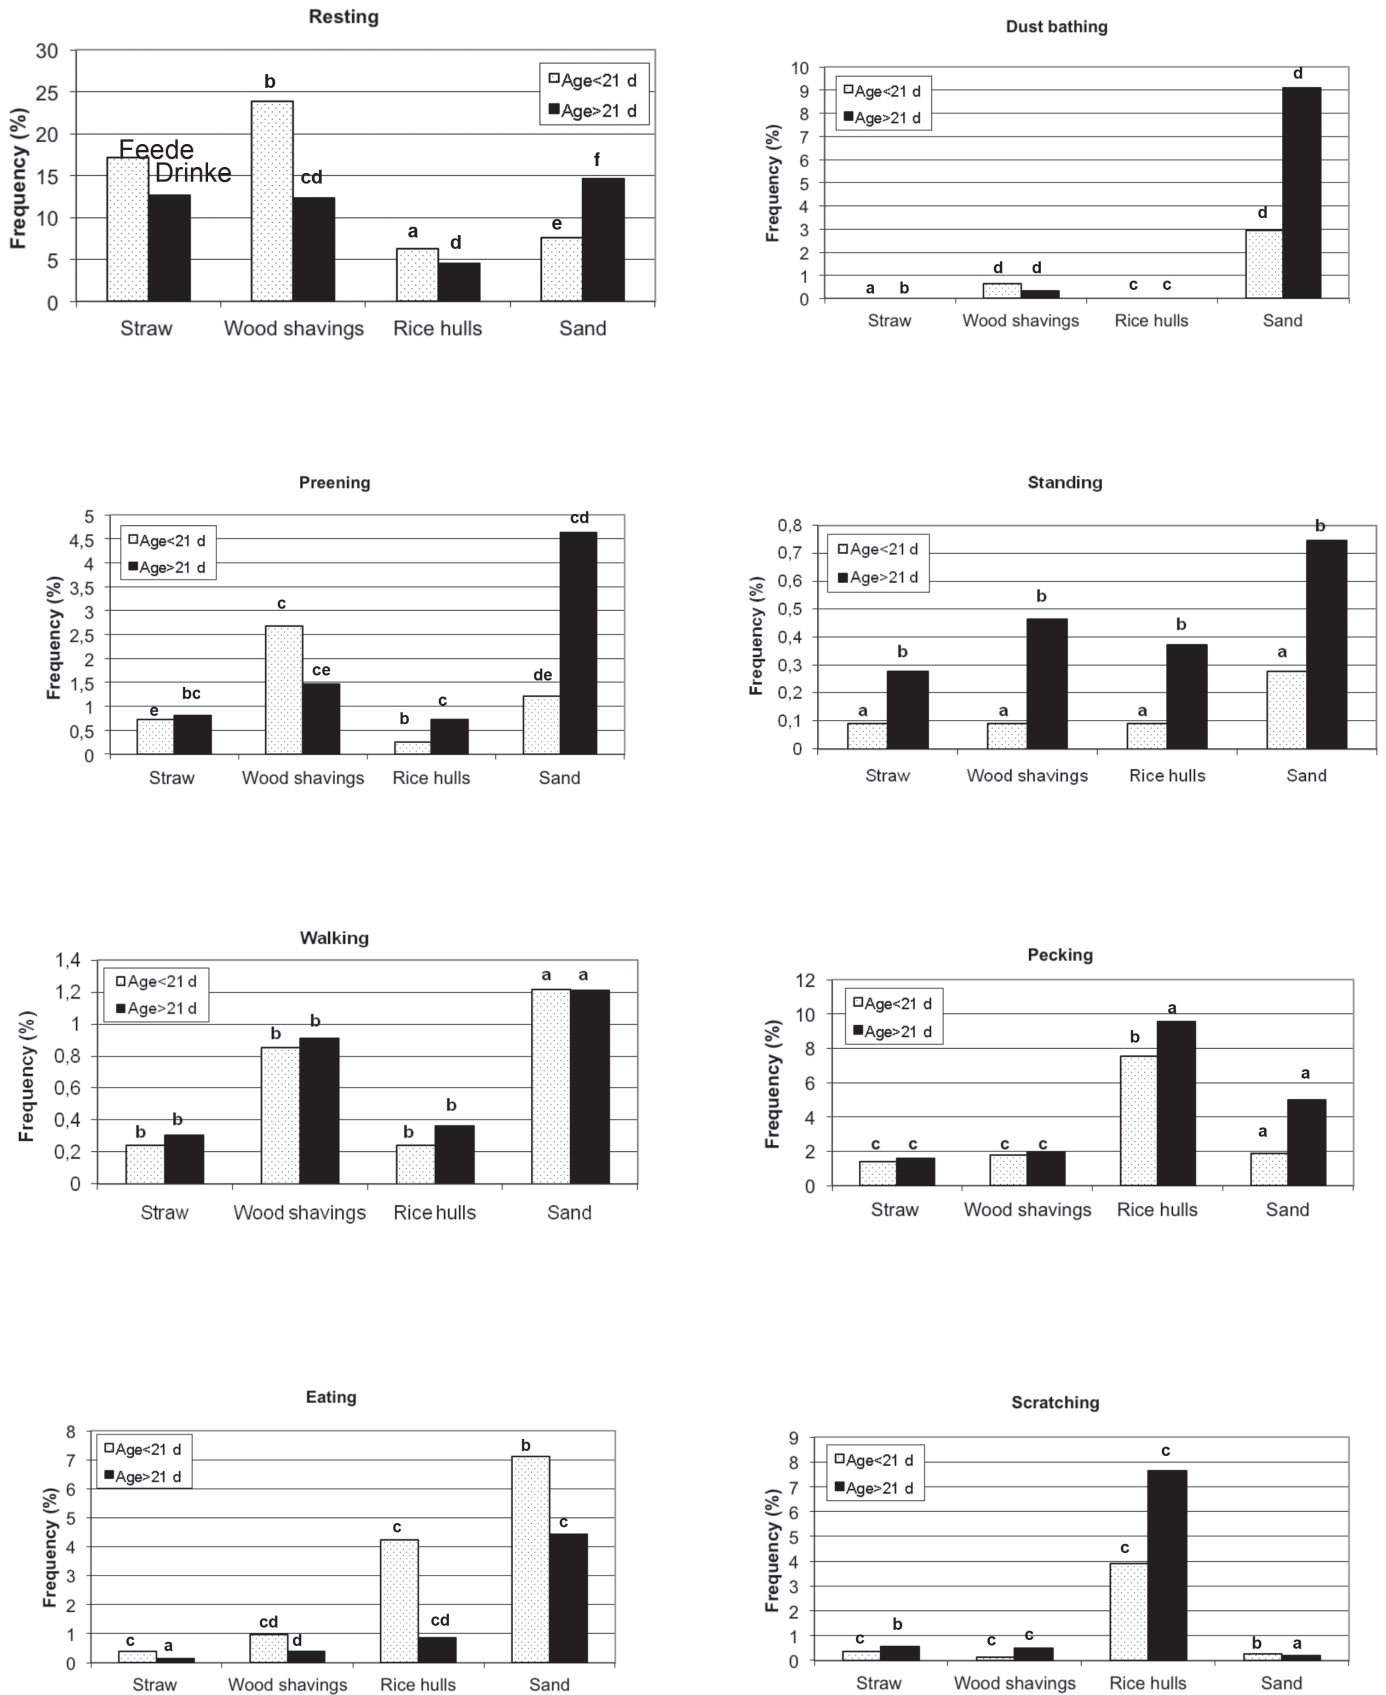 Resting
Frequency (%)
30
25
20
15
10
5
0
Age<21 d
Age>21 d
Feede
Drinke
b
cd
a
d
e
f
Straw
Wood shavings
Rice hulls
Sand
Dust bathing
Frequency (%)
10
9
8
7
6
5
4
3
2
1
0
Age<21 d
Age>21 d
a b
d d
c c
d
d
Straw
Wood shavings
Rice hulls
Sand
Preening
Frequency (%)
5
4,5
4
3,5
3
2,5
2
1,5
1
0,5
0
Age<21 d
Age>21 d
e
bc
c
ce
b
c
de
cd
Straw
Wood shavings
Rice hulls
Sand
Standing
Frequency (%)
0,8
0,7
0,6
0,5
0,4
0,3
0,2
0,1
0
Age<21 d
Age>21 d
a
b
a
b
a
b
a
b
Straw
Wood shavings
Rice hulls
Sand
Walking
Frequency (%)
1,4
1,2
1
0,8
0,6
0,4
0,2
0
Age<21 d
Age>21 d
b
b
b
b
b
b
a a
Straw
Wood shavings
Rice hulls
Sand
Pecking
Frequency (%)
12
10
8
6
4
2
0
Age<21 d
Age>21 d
c c
c c
b
a
a
a
Straw
Wood shavings
Rice hulls
Sand
Eating
Frequency (%)
8
7
6
5
4
3
2
1
0
Age<21 d
Age>21 d
c
a
cd
d
c
cd
b
c
Straw
Wood shavings
Rice hulls
Sand
Scratching
Frequency (%)
9
8
7
6
5
4
3
2
1
0
Age<21 d
Age>21 d
c
b
c
c
c
c
b
a
Straw
Wood shavings
Rice hulls
Sand